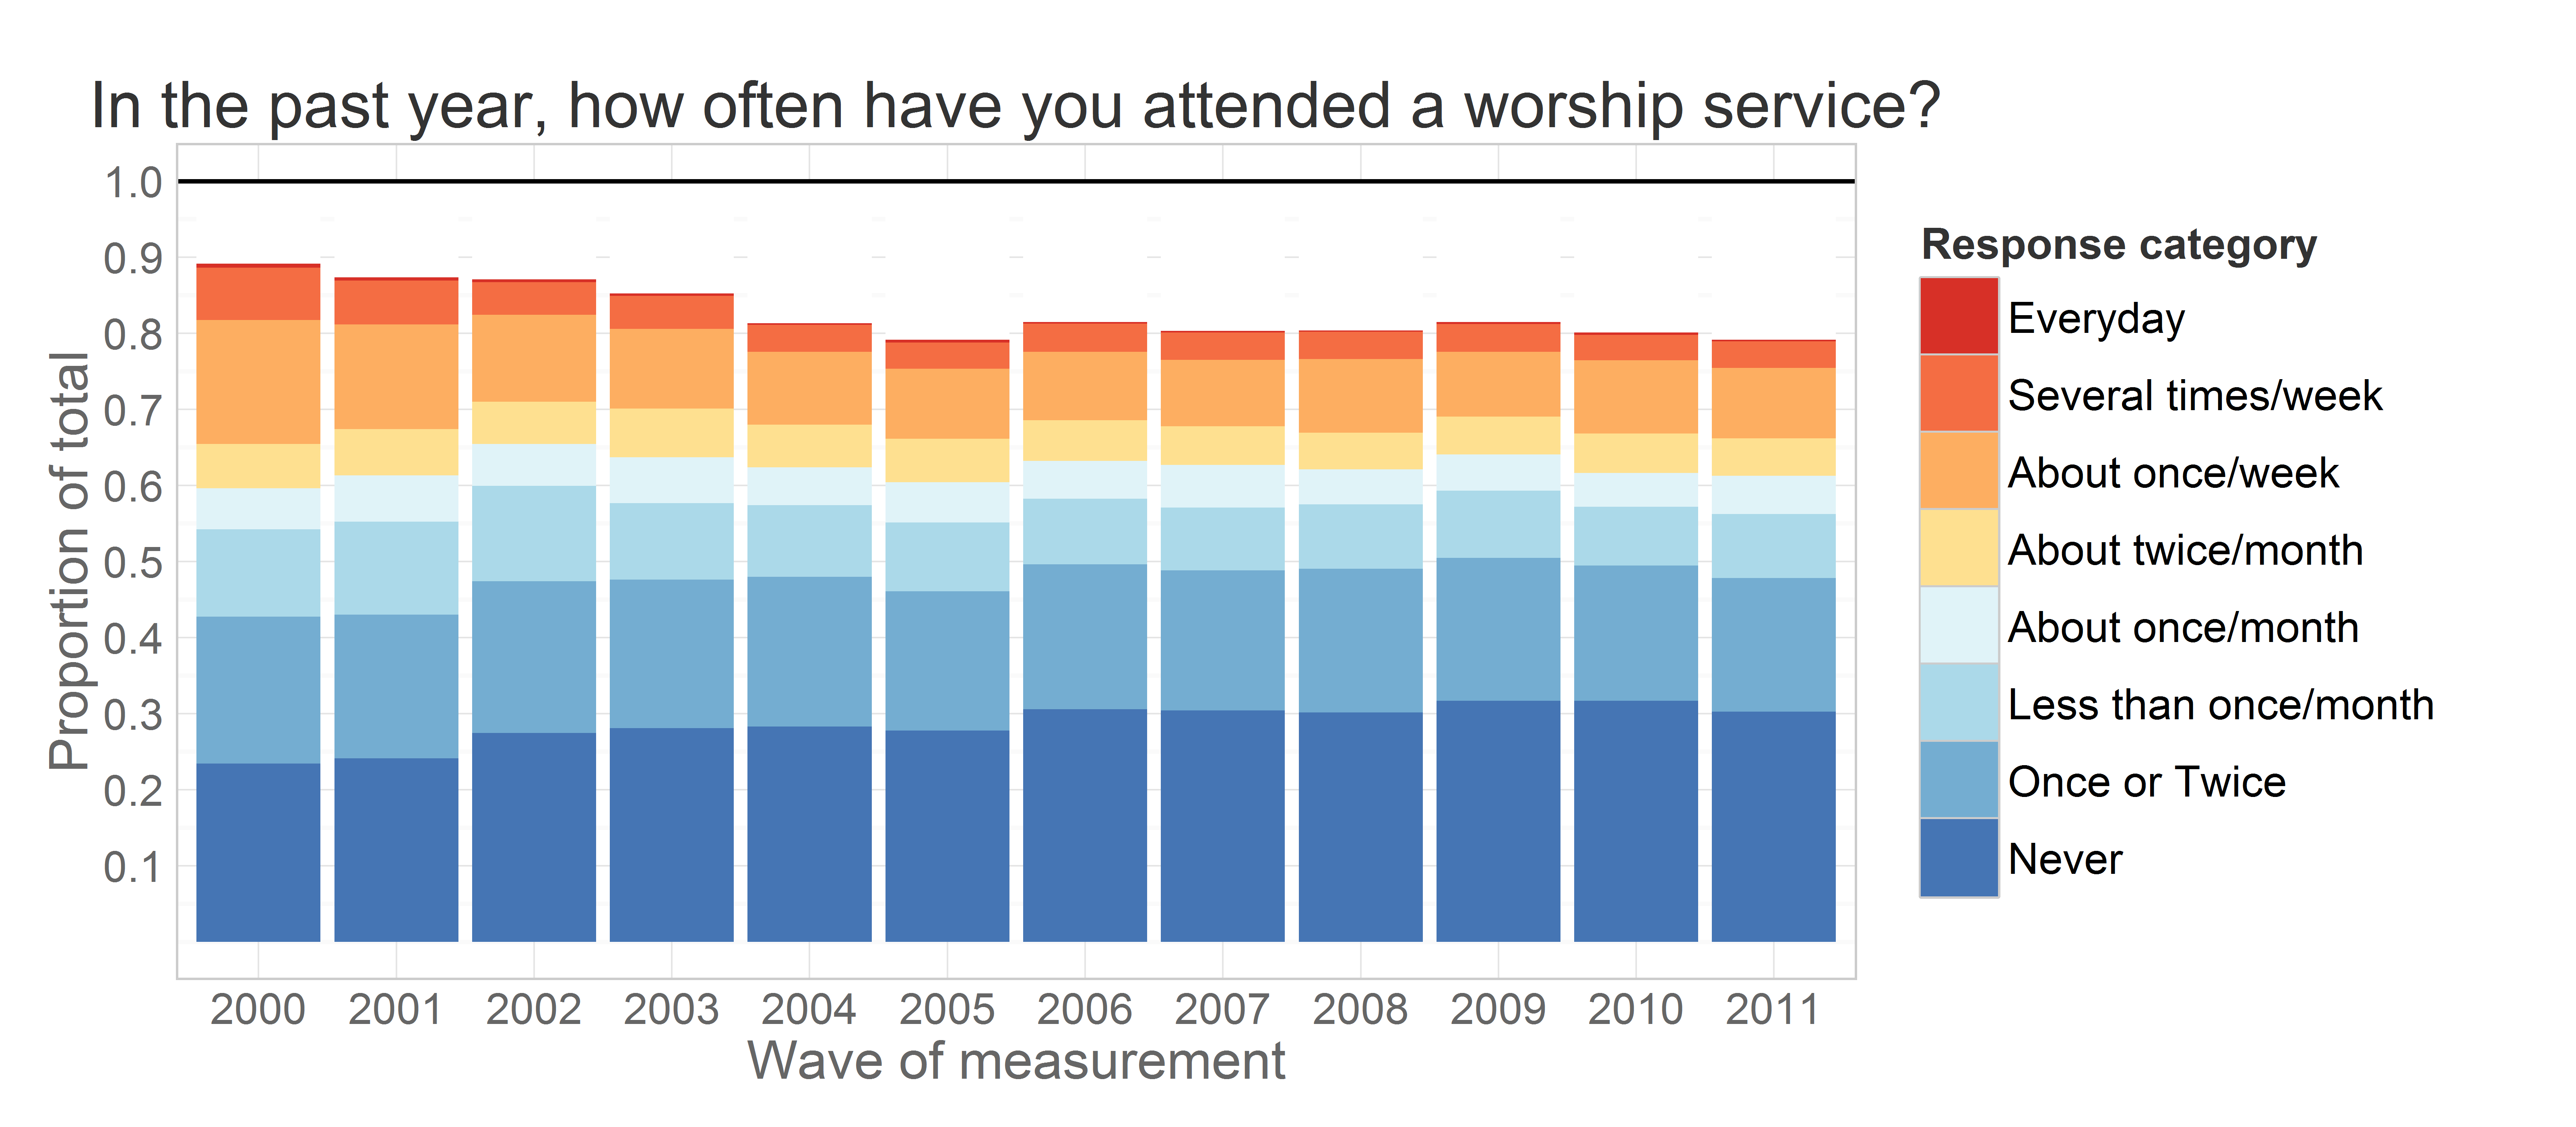 In the past year, how often have you attended a worship service?
Proportion of total
1.0
0.9
0.8
0.7
0.6
0.5
0.4
0.3
0.2
0.1
2000 2001 2002 2003 2004 2005 2006 2007 2008 2009 2010 2011
Wave of measurement
Response category
Everyday
Several times/week
About once/week
About twice/month
About once/month
Less than once/month
Once or Twice
Never